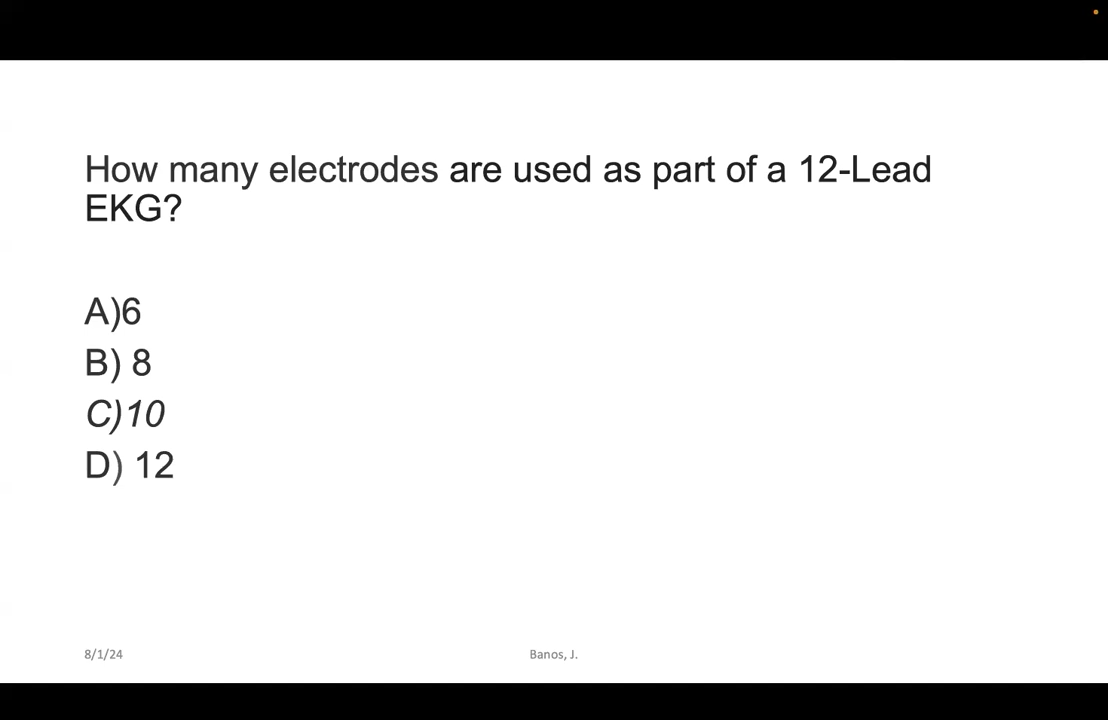 How many electrodes are used as part of a 12-Lead
EKG?
A)6
B) 8
C)10
D) 12
8/1/24
Banos, J.